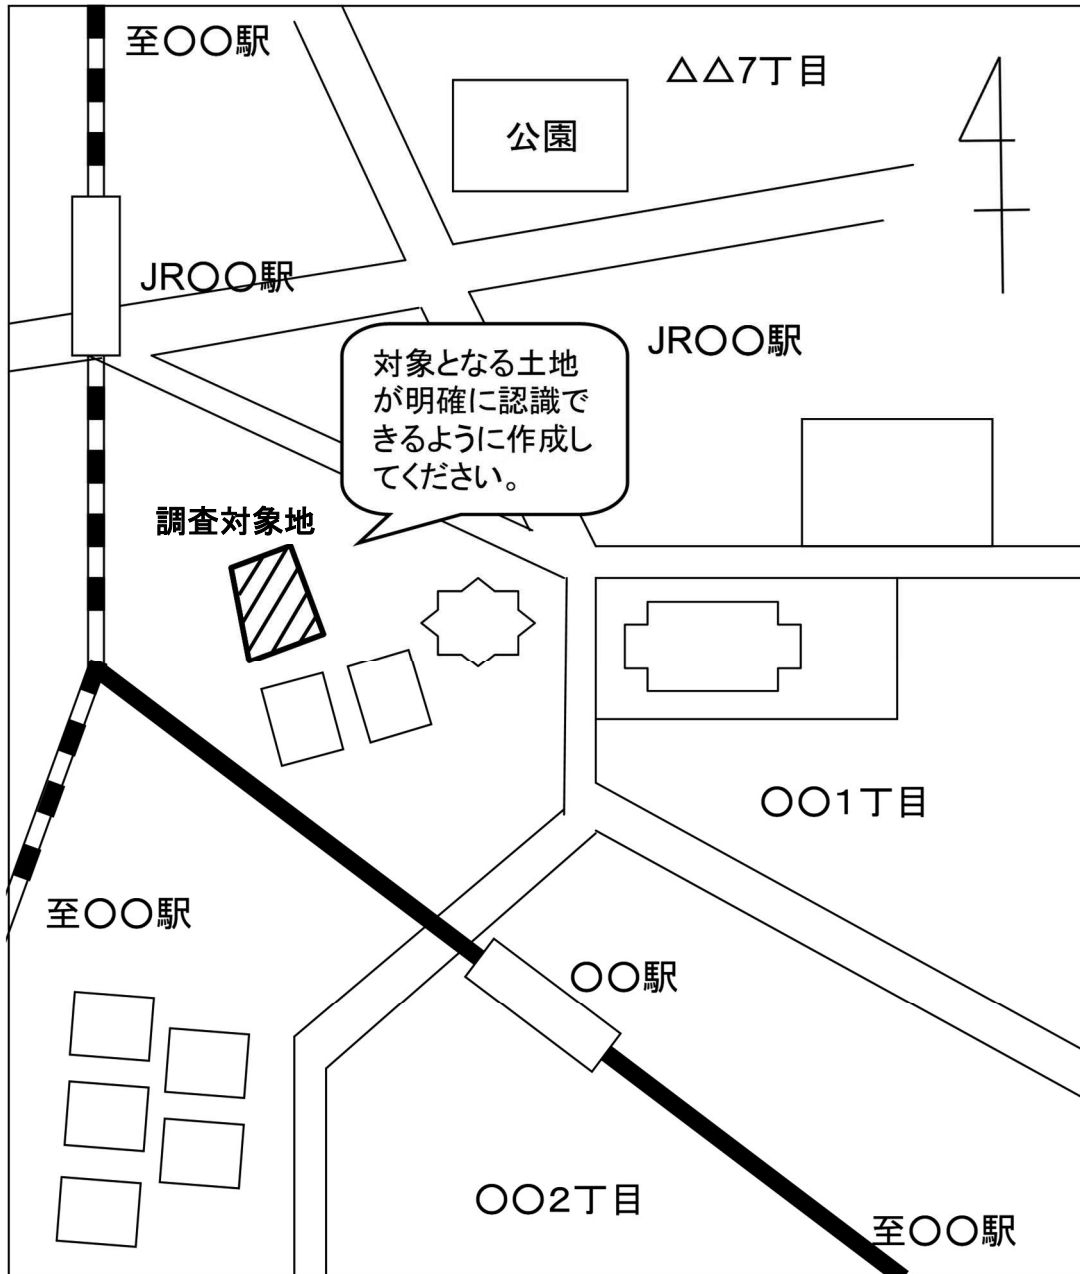 至〇〇駅
△△7丁目
公園
JR〇〇駅
JR〇〇駅
対象となる土地
が明確に認識で
きるように作成し
てください。
調査対象地
〇〇1丁目
至〇〇駅
〇〇駅
〇〇2丁目
至〇〇駅